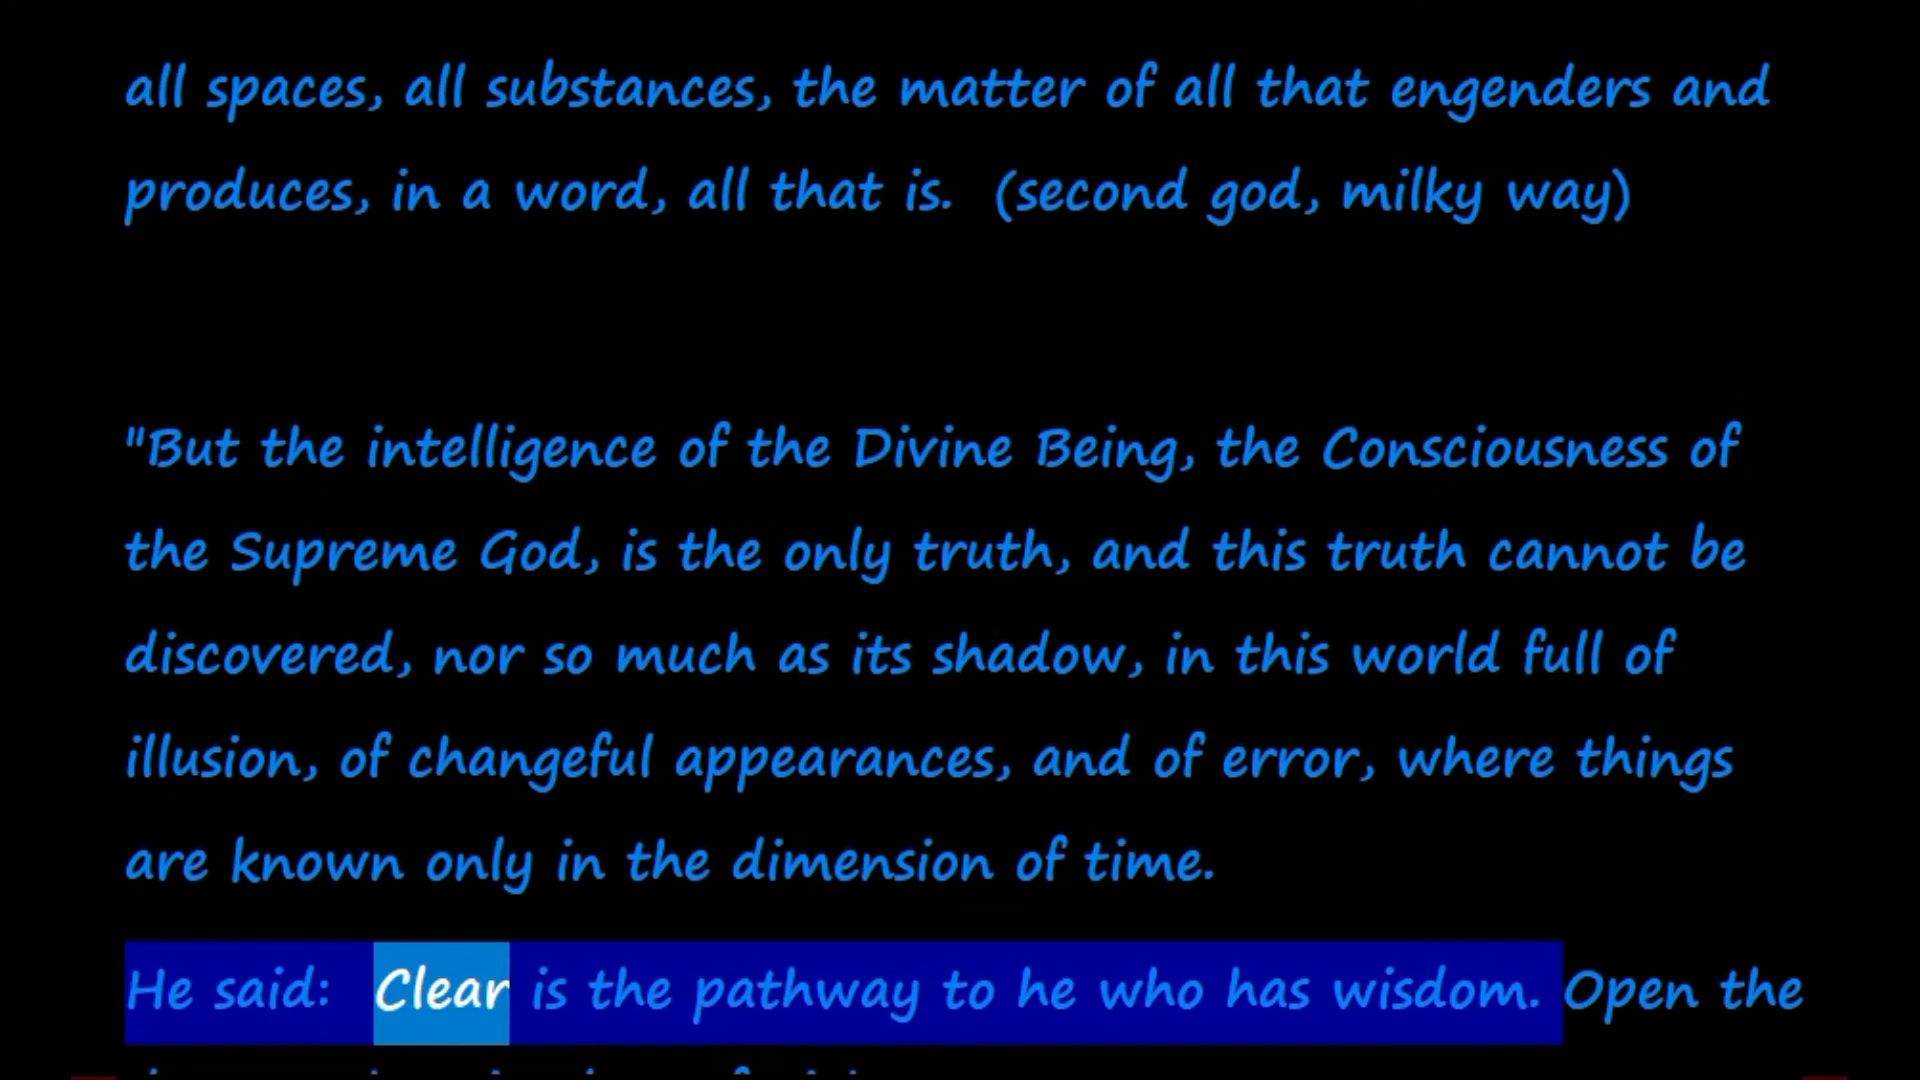 all spaces, all substances, the matter of all that engenders and
produces, in a word, all that is.  (second god, milky way)
"But the intelligence of the Divine Being, the Consciousness of
the Supreme God, is the only truth, and this truth cannot be
discovered, nor so much as its shadow, in this world full of
illusion, of changeful appearances, and of error, where things
are known only in the dimension of time.
He said:  Clear is the pathway to he who has wisdom. Open the